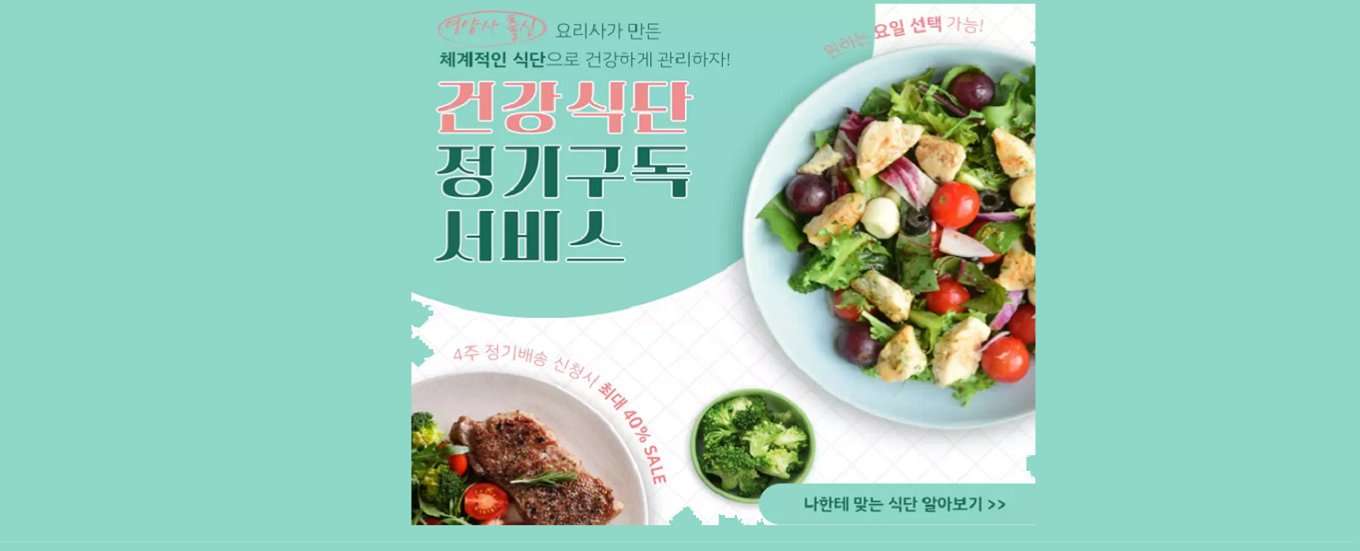 영양사 출신 요리사가 만든
체계적인 식단으로 건강하게 관리하자!
건강식단
정기구독
서비스
원하는 요일 선택 가능!
4주 정기배송 신청시 최대 40% SALE
나한테 맞는 식단 알아보기 >>